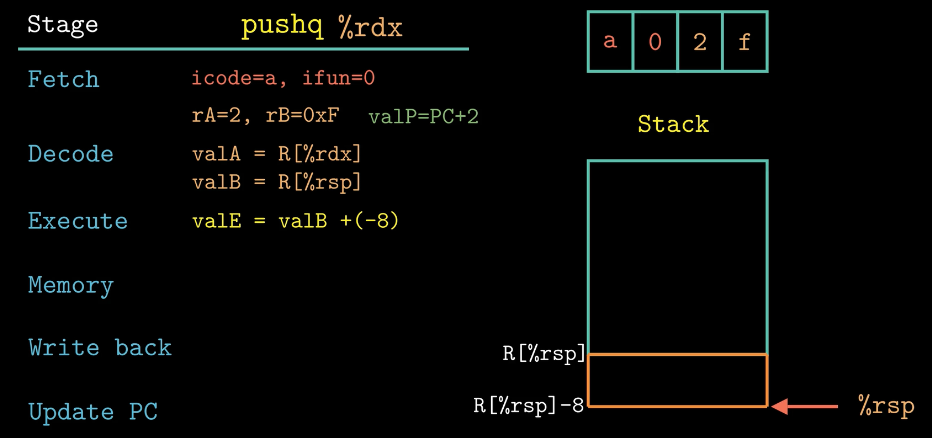 Stage pushq %rdx
Fetch icode=a, ifun=0
rA=2, rB=0xF valP=PC+2
Decode valA = R[%rdx]
valB = R[%rsp]
Execute valE = valB +(-8)
Memory
Write back
Update PC
a 0 2 f
Stack
R[%rsp]
R[%rsp]-8
%rsp